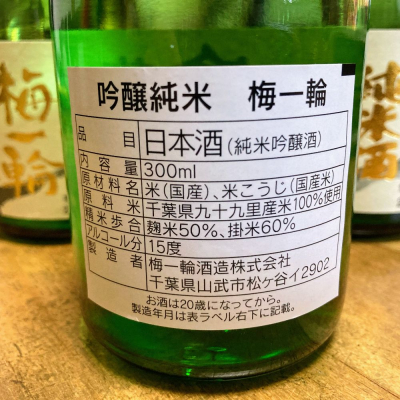 吟醸純米 梅一輪
品目 日本酒(純米吟醸酒)
内容量 300ml
原材料名 米(国産)、米こうじ(国産米)
原料米 千葉県九十九里産米100%使用
精米歩合 麹米50%、掛米60%
アルコール分 15度
製造者 梅一輪酒造株式会社
千葉県山武市松ヶ谷イ2902
お酒は20歳になってから。
製造年月は表ラベル右下に記載。
梅一輪
純米酒